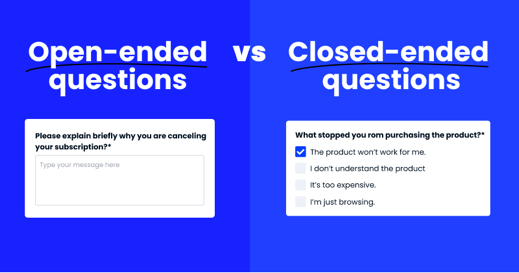 Open-ended
questions
vs
Closed-ended
questions
Please explain briefly why you are canceling
your subscription?*
Type your message here
What stopped you rom purchasing the product?*
The product won't work for me.
I don't understand the product
It's too expensive.
I'm just browsing.